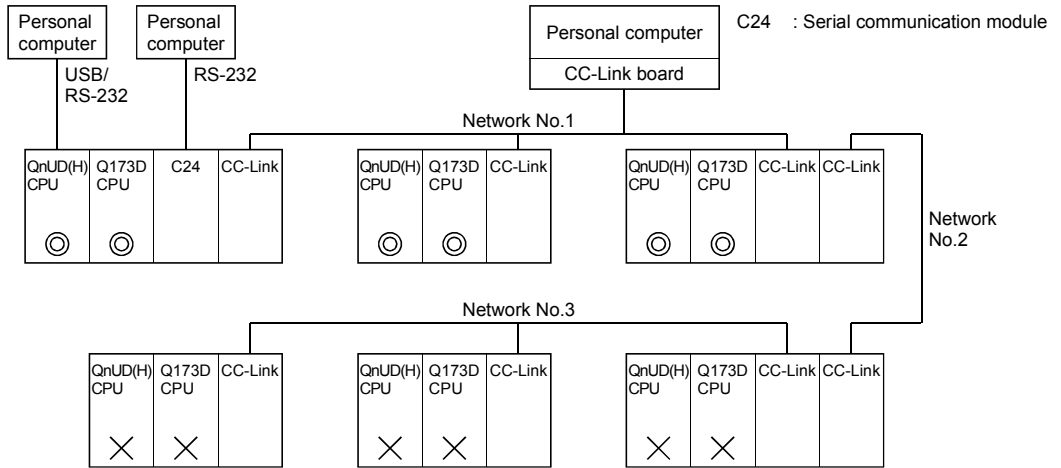 Personal
computer
Personal
computer
Personal computer
CC-Link board
C24 : Serial communication module
USB/
RS-232
RS-232
Network No.1
QnUD(H)
CPU
Q173D
CPU
C24
CC-Link
QnUD(H)
CPU
Q173D
CPU
CC-Link
QnUD(H)
CPU
Q173D
CPU
CC-Link
CC-Link
Network
No.2
Network No.3
QnUD(H)
CPU
Q173D
CPU
CC-Link
QnUD(H)
CPU
Q173D
CPU
CC-Link
QnUD(H)
CPU
Q173D
CPU
CC-Link
CC-Link